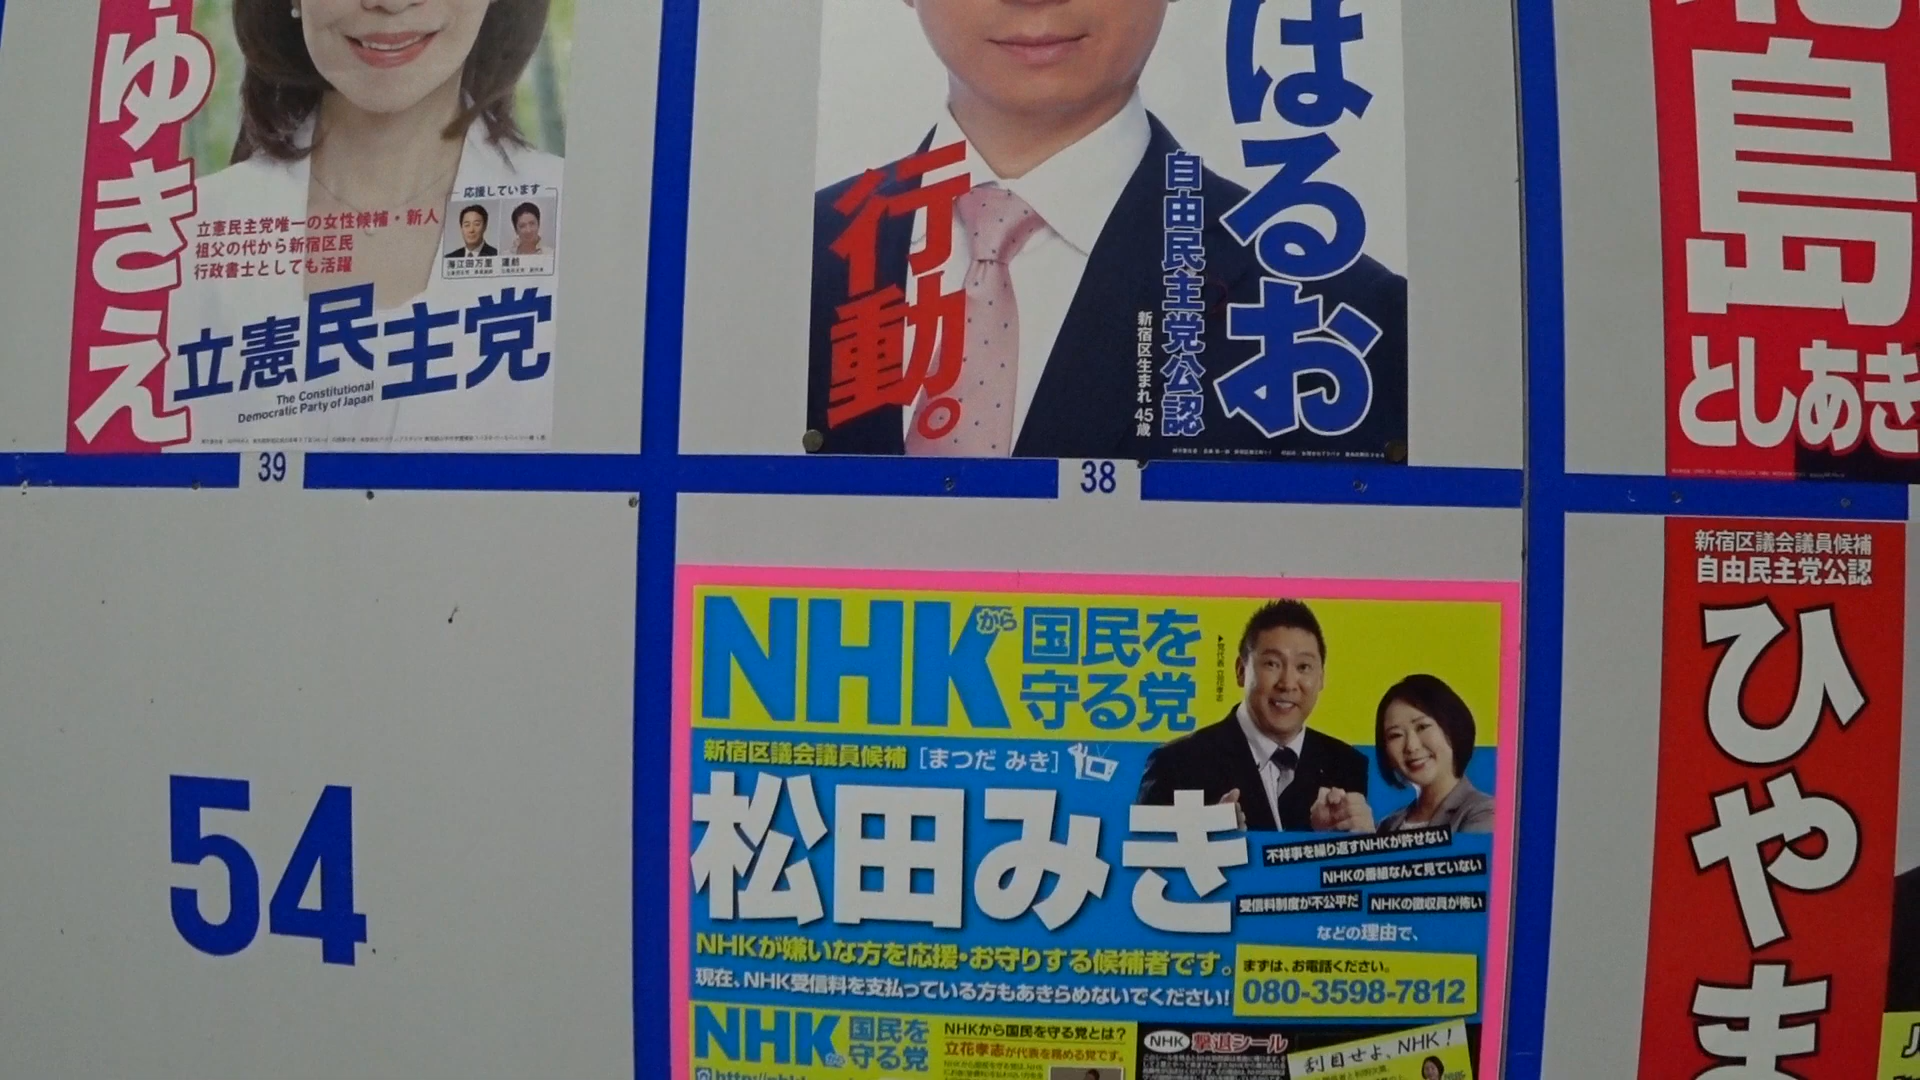 ゆきえ
応援しています
海江田万里 蓮舫
立憲民主党唯一の女性候補・新人
祖父の代から新宿区民
行政書士としても活躍
立憲民主党
The Constitutional
Democratic Party of Japan
39
はるお
自由民主党公認
新宿区生まれ 45歳
行動。
38
島
としあき
54
NHKから国民を
守る党
新宿区議会議員候補 [まつだ みき]
松田みき
不祥事を繰り返すNHKが許せない
NHKの番組なんて見ていない
受信料制度が不公平だ NHKの徴収員が怖い
などの理由で、
NHKが嫌いな方を応援・お守りする候補者です。
現在、NHK受信料を支払っている方もあきらめないでください!
まずは、お電話ください。
080-3598-7812
NHKから国民を
守る党
NHKから国民を守る党とは?
立花孝志が代表を務める党です。
NHK 撃退シール
刮目せよ、NHK!
新宿区議会議員候補
自由民主党公認
ひやま